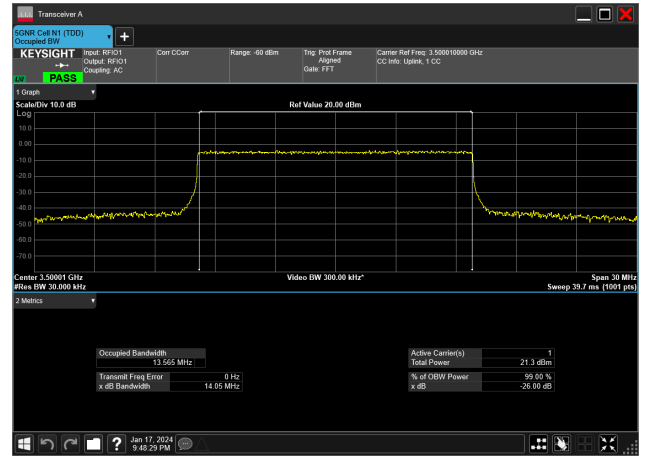 Transceiver A
5GNR Cell N1 (TDD)
Occupied BW
KEYSIGHT
LNI
PASS
Input: RFIO1
Output: RFIO1
Coupling: AC
Corr CCorr
Range: -60 dBm
Trig: Prot Frame
Aligned
Gate: FFT
Carrier Ref Freq: 3.500010000 GHz
CC Info: Uplink, 1 CC
1 Graph
Scale/Div 10.0 dB
Ref Value 20.00 dBm
Log
10.0
0.00
-10.0
-20.0
-30.0
-40.0
-50.0
-60.0
-70.0
Center 3.50001 GHz
Video BW 300.00 kHz*
Span 30 MHz
#Res BW 30.000 kHz
Sweep 39.7 ms (1001 pts)
2 Metrics
Occupied Bandwidth
13.565 MHz
Transmit Freq Error 0 Hz
x dB Bandwidth 14.05 MHz
Active Carrier(s) 1
Total Power 21.3 dBm
% of OBW Power 99.00 %
x dB -26.00 dB
Jan 17, 2024
9:48:29 PM